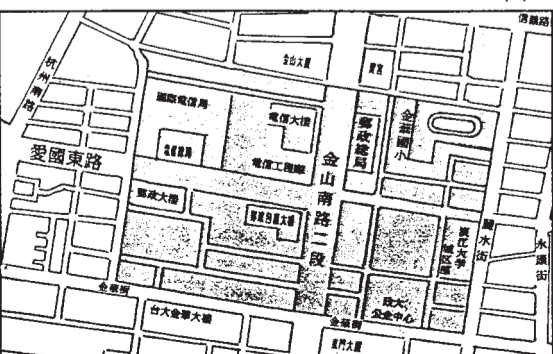 信義路
杭州南路
金山大廈
國際電信局
電信大樓
郵政總局
金華國小
電信工程隊
愛國東路
金山南路二段
郵政大樓
淡江大學城區部
麗水街
永康街
金華街
台大金華大樓
金華街
政大公企中心